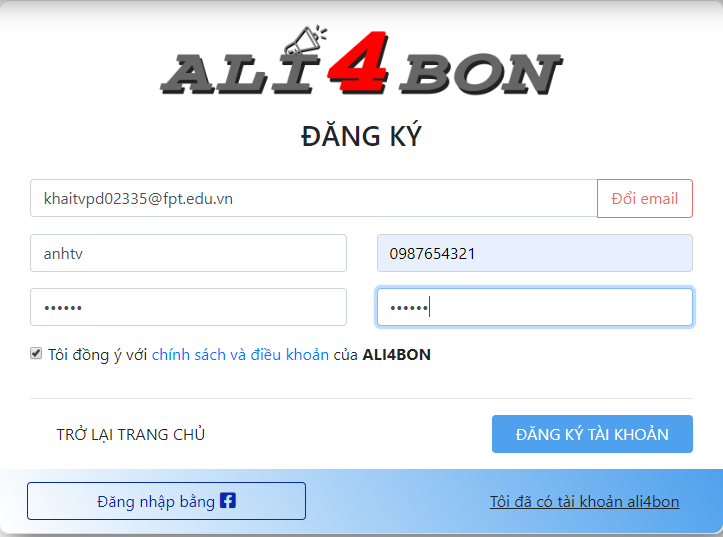 ALI4BON
ĐĂNG KÝ
khaitvpd02335@fpt.edu.vn Đổi email
anhtv 0987654321
•••••• ••••••
Tôi đồng ý với chính sách và điều khoản của ALI4BON
TRỞ LẠI TRANG CHỦ ĐĂNG KÝ TÀI KHOẢN
Đăng nhập bằng Tôi đã có tài khoản ali4bon